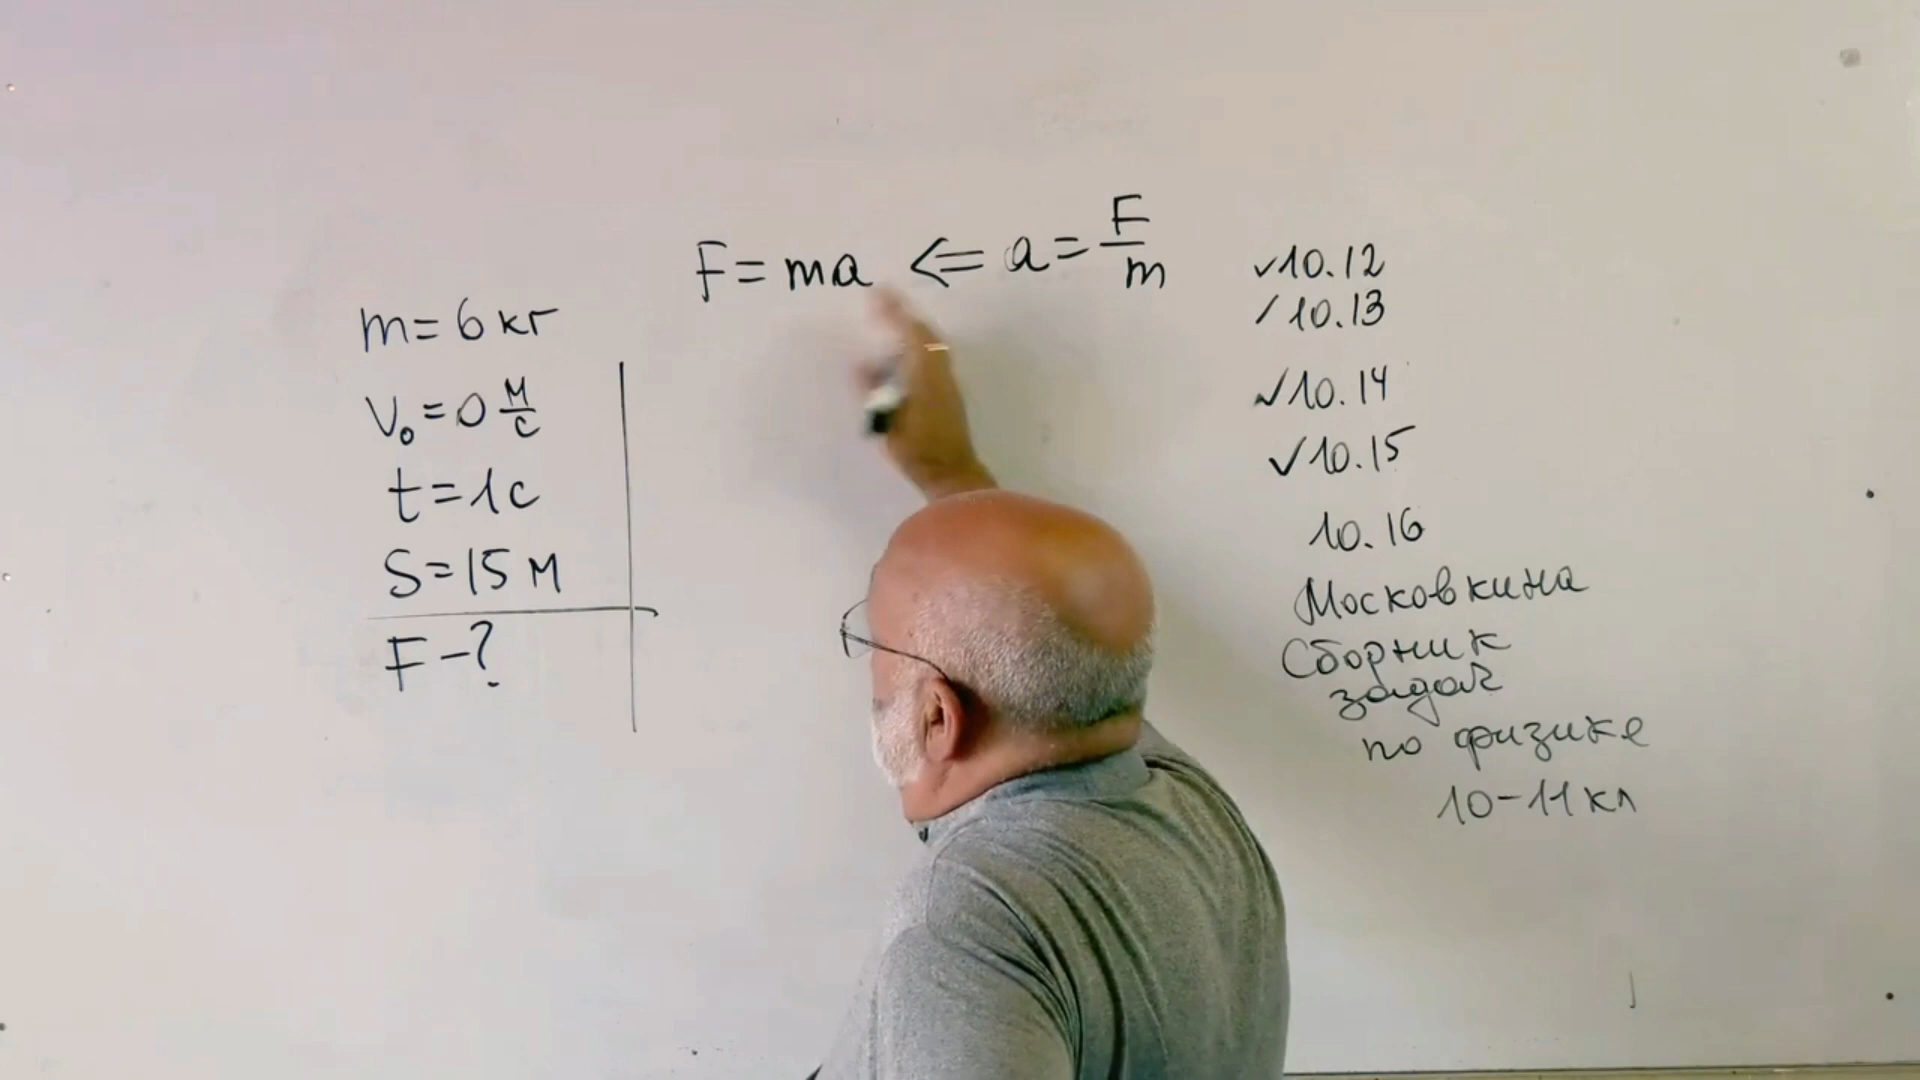 F = ma ⇐ a = F/m
m = 6 кг
V₀ = 0 м/с
t = 1 с
S = 15 м
F - ?
✓10.12
/10.13
✓10.14
✓10.15
10.16
Московкина
Сборник
задач
по физике
10-11 кл